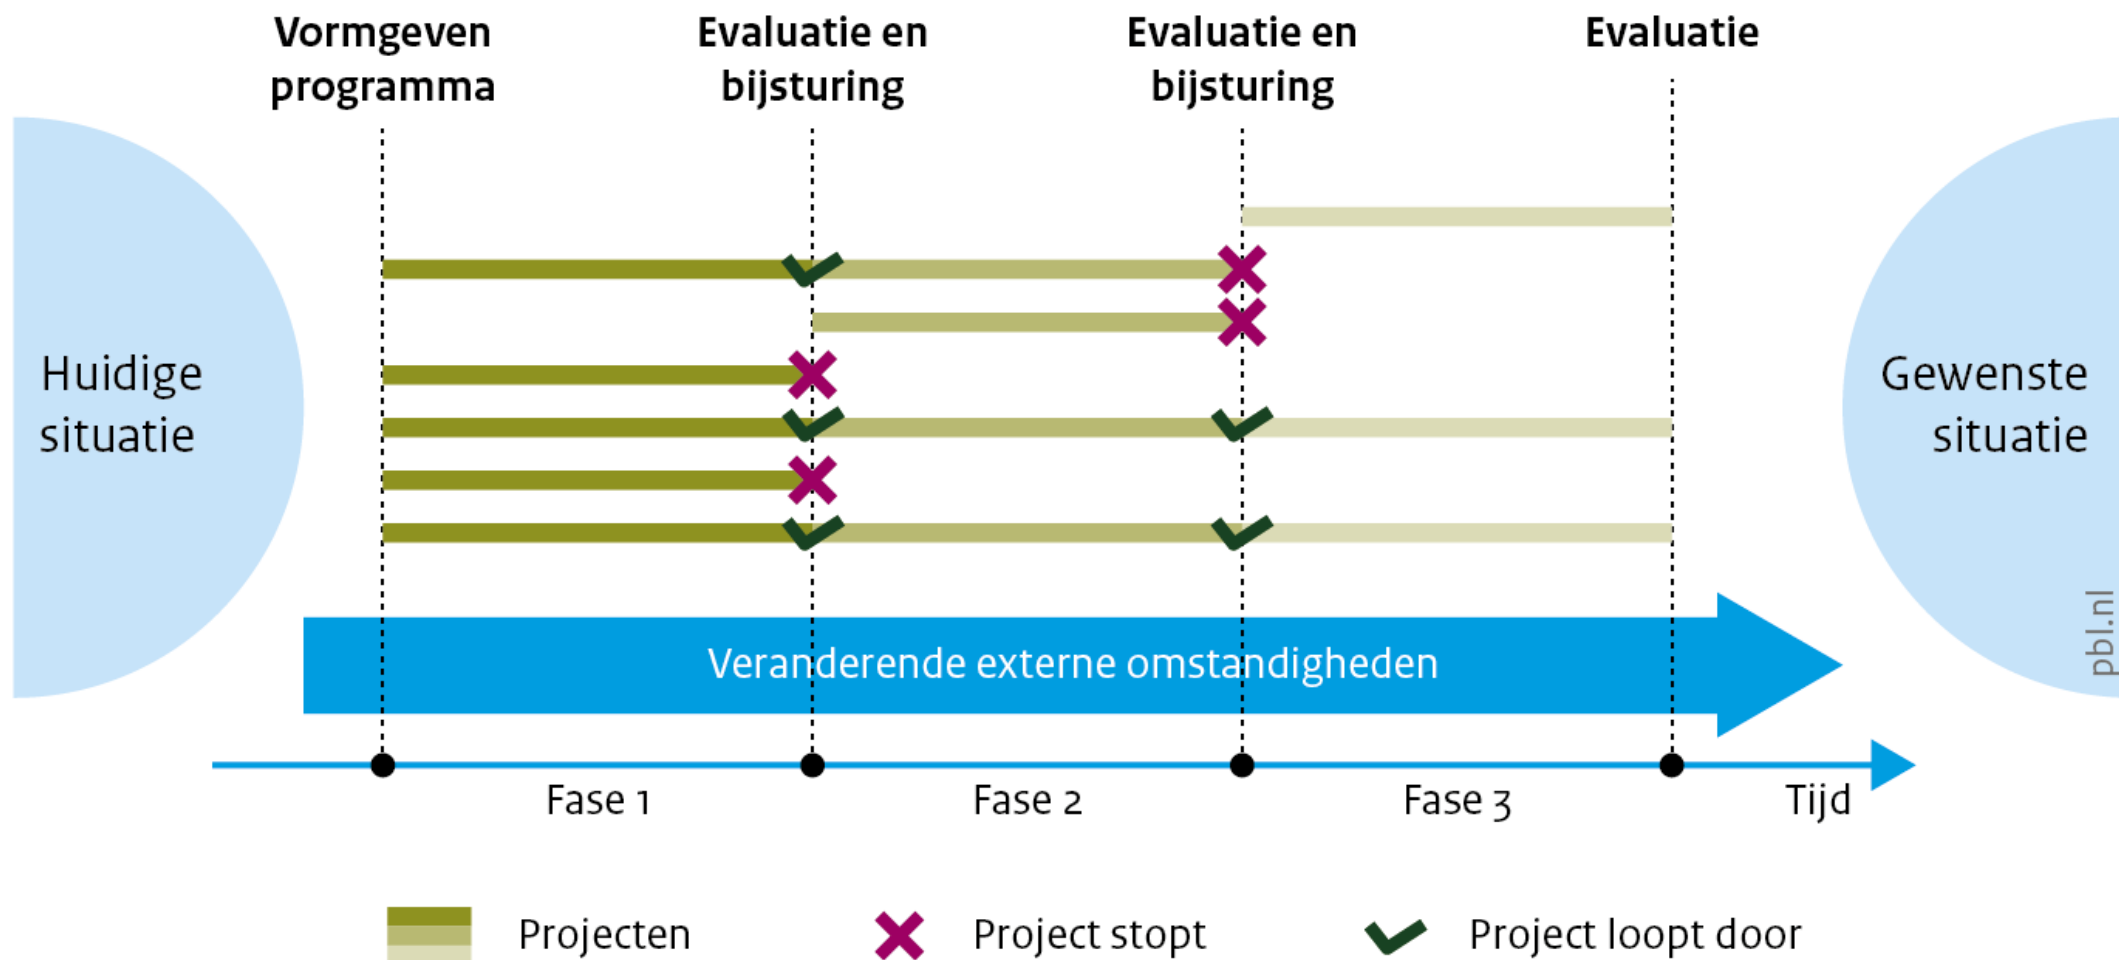 Vormgeven
programma
Evaluatie en
bijsturing
Evaluatie en
bijsturing
Evaluatie
Huidige
situatie
Gewenste
situatie
Veranderende externe omstandigheden
Fase 1
Fase 2
Fase 3
Tijd
Projecten
Project stopt
Project loopt door
pbl.nl